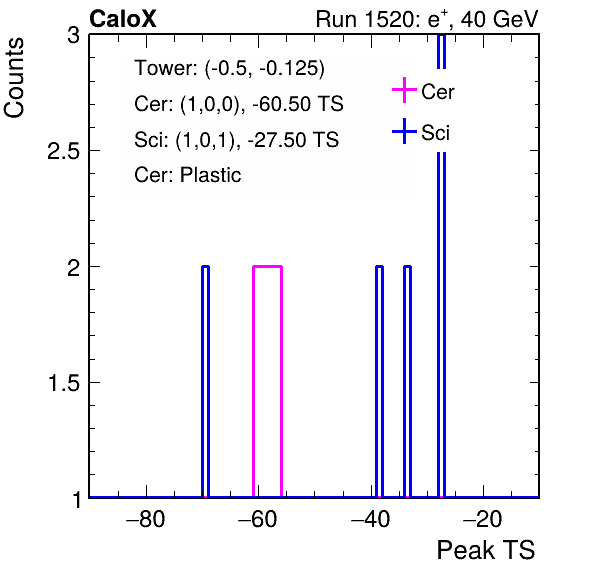 CaloX Run 1520: e⁺, 40 GeV
Counts
3
Tower: (-0.5, -0.125)
Cer: (1,0,0), -60.50 TS
Sci: (1,0,1), -27.50 TS
Cer: Plastic
Cer
Sci
2.5
2
1.5
1
−80 −60 −40 −20
Peak TS